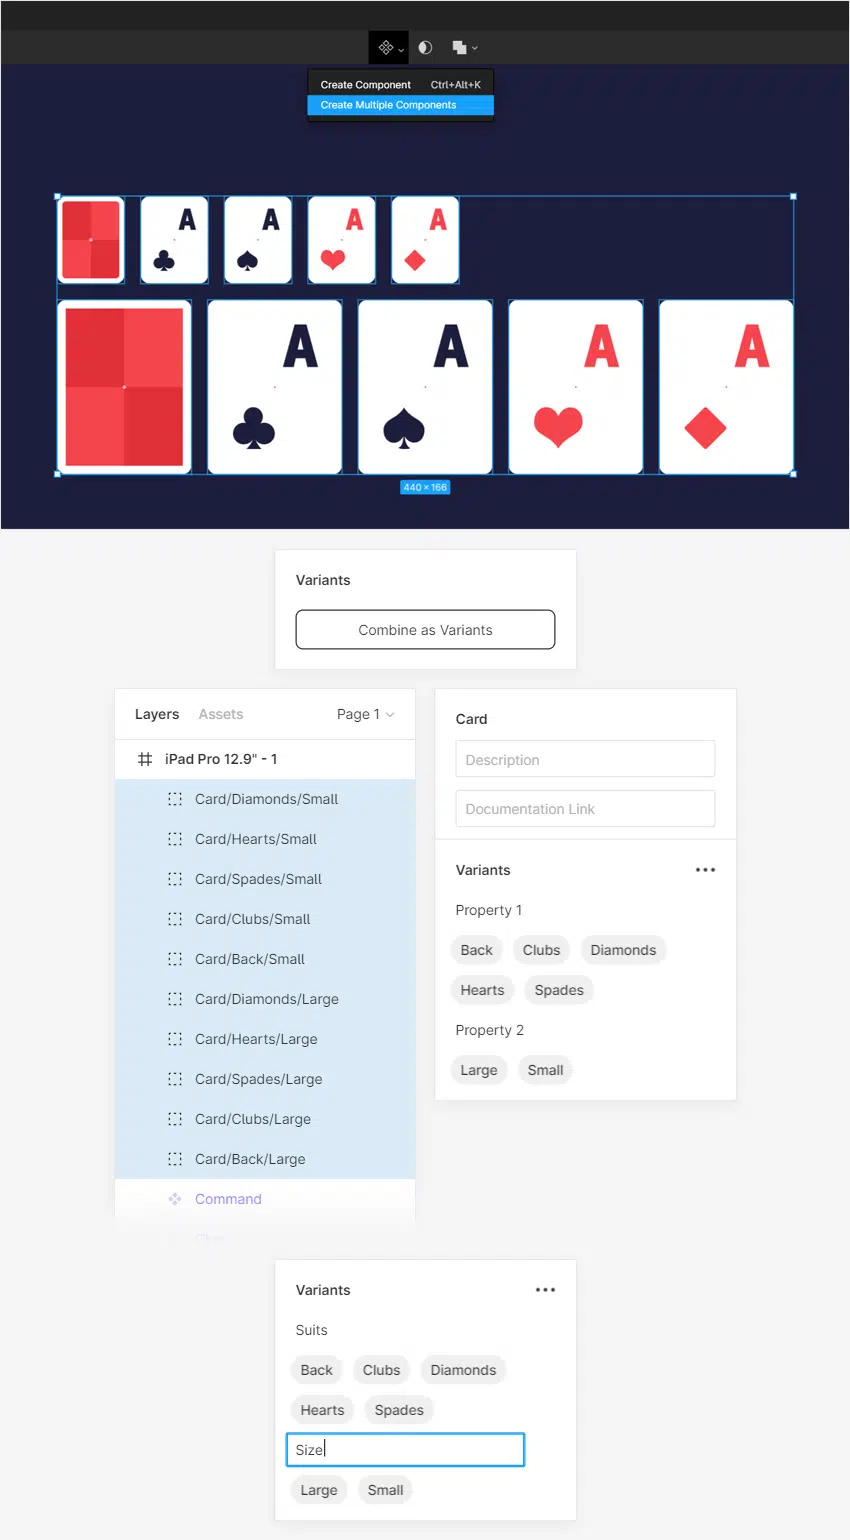 Create Component Ctrl+Alt+K
Create Multiple Components
A A A A
A A A A
440 × 166
Variants
Combine as Variants
Layers Assets Page 1
iPad Pro 12.9" - 1
Card/Diamonds/Small
Card/Hearts/Small
Card/Spades/Small
Card/Clubs/Small
Card/Back/Small
Card/Diamonds/Large
Card/Hearts/Large
Card/Spades/Large
Card/Clubs/Large
Card/Back/Large
Command
Card
Description
Documentation Link
Variants
Property 1
Back Clubs Diamonds
Hearts Spades
Property 2
Large Small
Variants
Suits
Back Clubs Diamonds
Hearts Spades
Size
Large Small